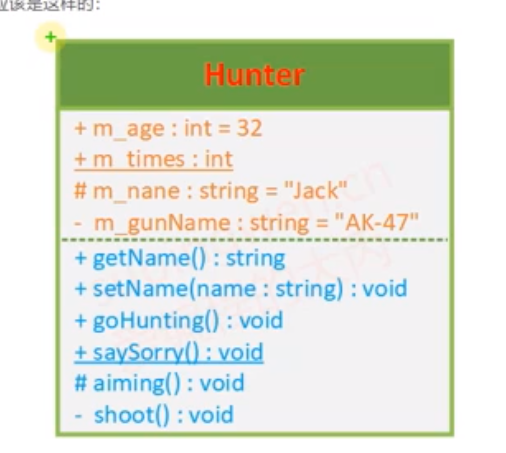 应该是这样的：
+
Hunter
+ m_age : int = 32
+ m_times : int
# m_nane : string = "Jack"
- m_gunName : string = "AK-47"
+ getName() : string
+ setName(name : string) : void
+ goHunting() : void
+ saySorry() : void
# aiming() : void
- shoot() : void